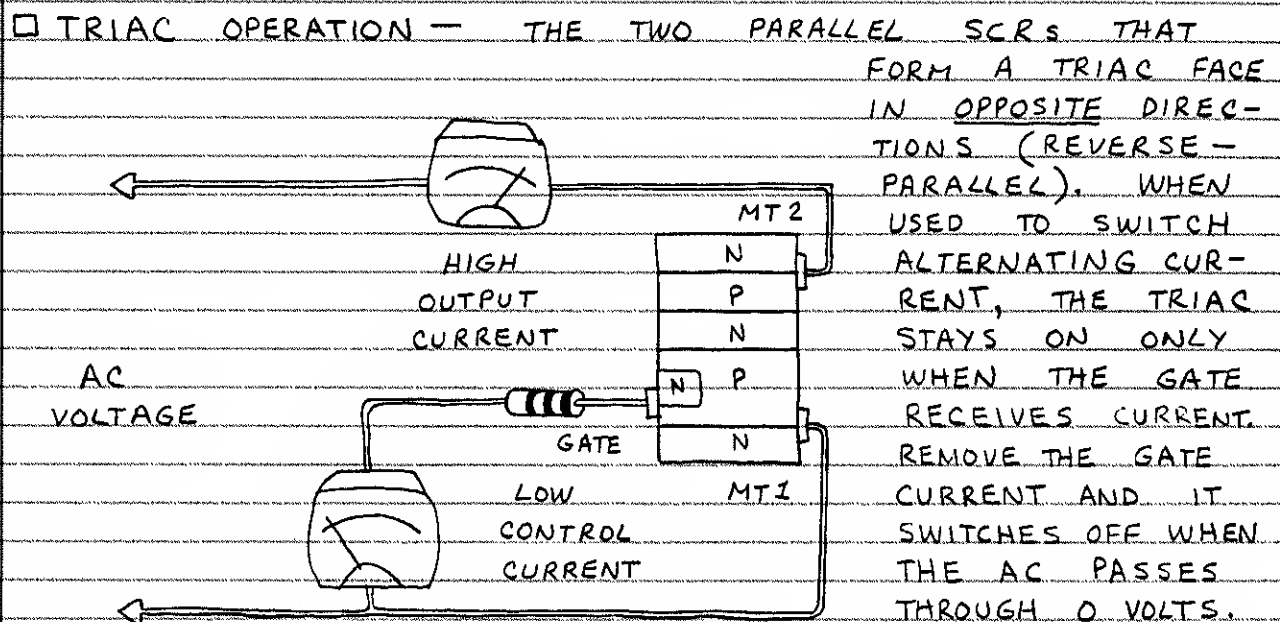 □ TRIAC OPERATION — THE TWO PARALLEL SCRs THAT
FORM A TRIAC FACE
IN OPPOSITE DIREC-
TIONS (REVERSE-
PARALLEL). WHEN
USED TO SWITCH
ALTERNATING CUR-
RENT, THE TRIAC
STAYS ON ONLY
WHEN THE GATE
RECEIVES CURRENT.
REMOVE THE GATE
CURRENT AND IT
SWITCHES OFF WHEN
THE AC PASSES
THROUGH 0 VOLTS.
MT2
N
P
N
N P
N
MT1
HIGH
OUTPUT
CURRENT
AC
VOLTAGE
GATE
LOW
CONTROL
CURRENT